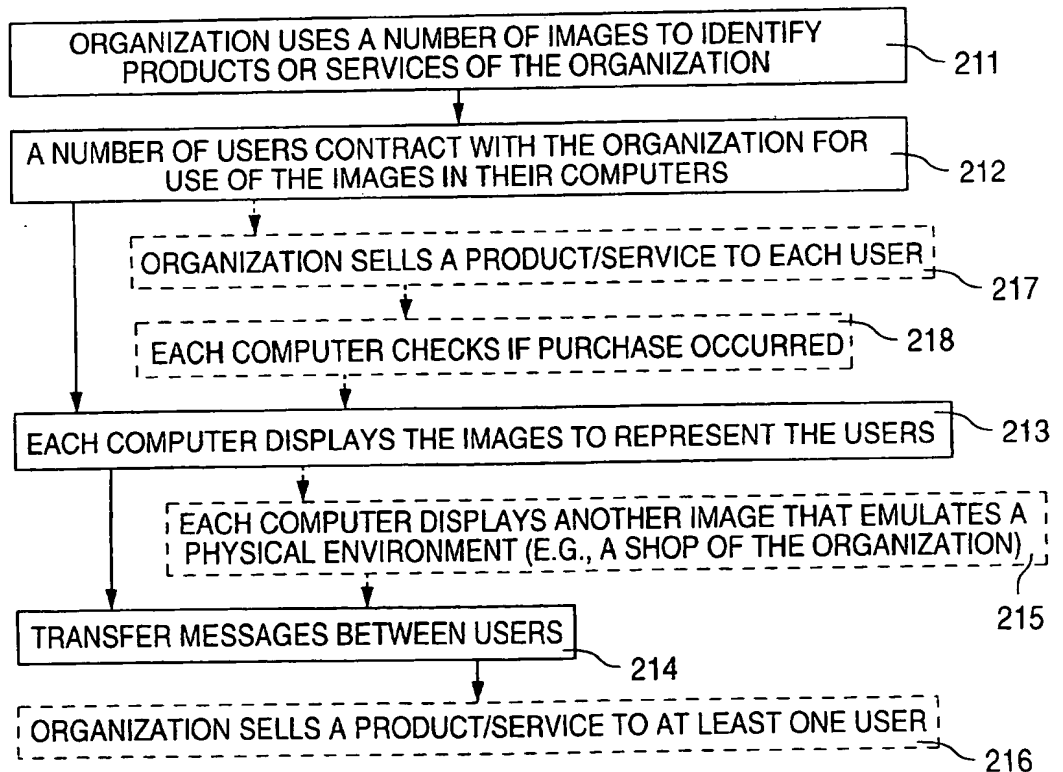 ORGANIZATION USES A NUMBER OF IMAGES TO IDENTIFY
PRODUCTS OR SERVICES OF THE ORGANIZATION
211
A NUMBER OF USERS CONTRACT WITH THE ORGANIZATION FOR
USE OF THE IMAGES IN THEIR COMPUTERS
212
ORGANIZATION SELLS A PRODUCT/SERVICE TO EACH USER
217
EACH COMPUTER CHECKS IF PURCHASE OCCURRED
218
EACH COMPUTER DISPLAYS THE IMAGES TO REPRESENT THE USERS
213
EACH COMPUTER DISPLAYS ANOTHER IMAGE THAT EMULATES A
PHYSICAL ENVIRONMENT (E.G., A SHOP OF THE ORGANIZATION)
215
TRANSFER MESSAGES BETWEEN USERS
214
ORGANIZATION SELLS A PRODUCT/SERVICE TO AT LEAST ONE USER
216